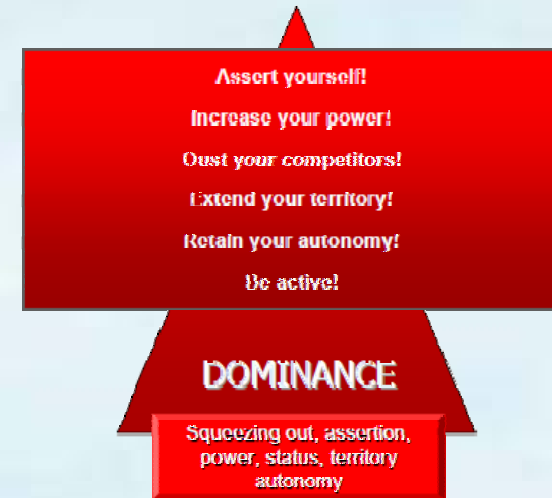 Assert yourself!
Increase your power!
Oust your competitors!
Extend your territory!
Retain your autonomy!
Be active!
DOMINANCE
Squeezing out, assertion,
power, status, territory
autonomy